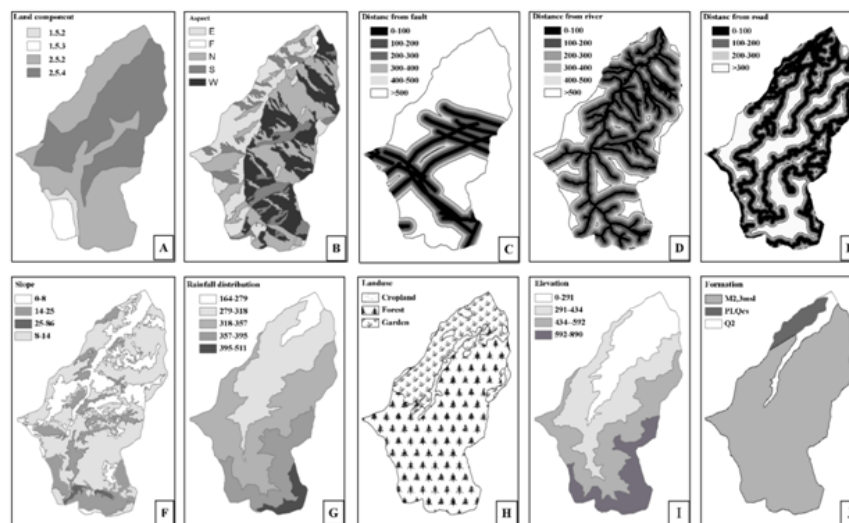 Land component
1.5.2
1.5.3
2.5.2
2.5.4
A
Aspect
E
F
N
S
W
B
Distanc from fault
0-100
100-200
200-300
300-400
400-500
>500
C
Distance from river
0-100
100-200
200-300
300-400
400-500
>500
D
Distanc from road
0-100
100-200
200-300
>300
Slope
0-8
14-25
25-86
8-14
F
Rainfall distribution
164-279
279-318
318-357
357-395
395-511
G
Landuse
Cropland
Forest
Garden
H
Elevation
0-291
291-434
434--592
592-890
I
Formation
M2,3msl
PLQcs
Q2